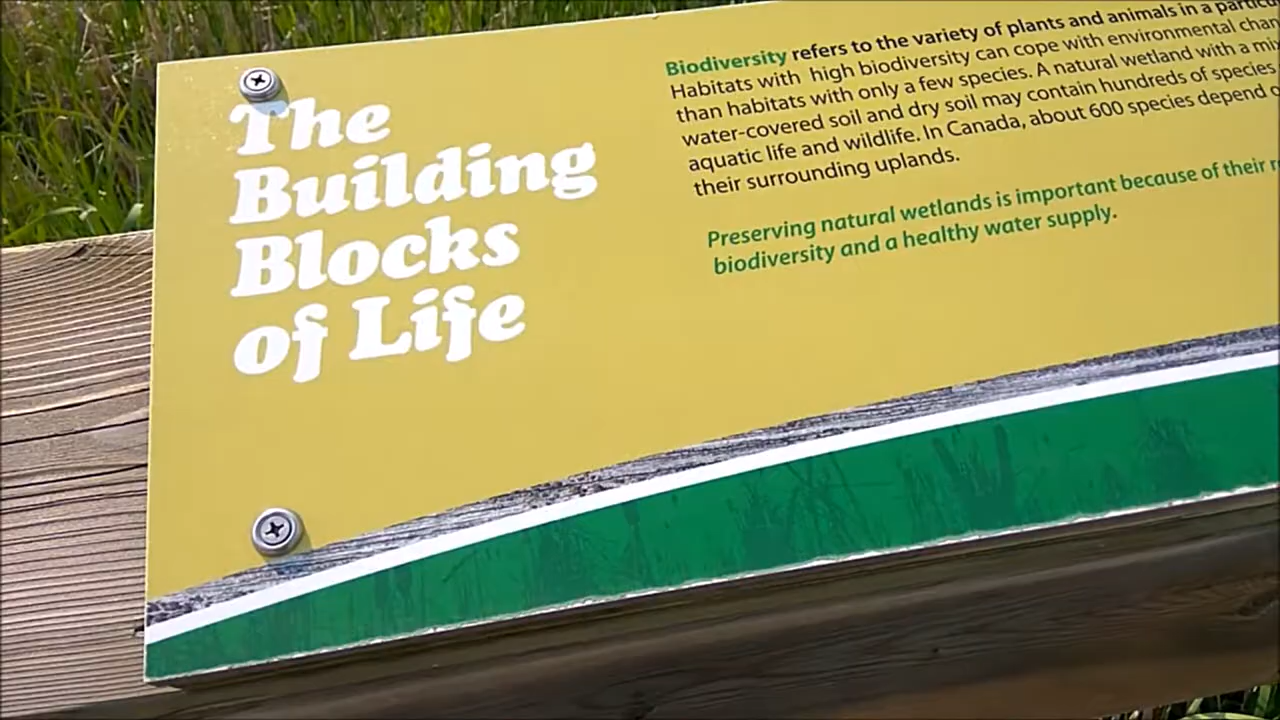 The
Building
Blocks
of Life
Biodiversity refers to the variety of plants and animals in a
Habitats with high biodiversity can cope with environmental
than habitats with only a few species. A natural wetland with a
water-covered soil and dry soil may contain hundreds of species
aquatic life and wildlife. In Canada, about 600 species depend
their surrounding uplands.
Preserving natural wetlands is important because of their
biodiversity and a healthy water supply.